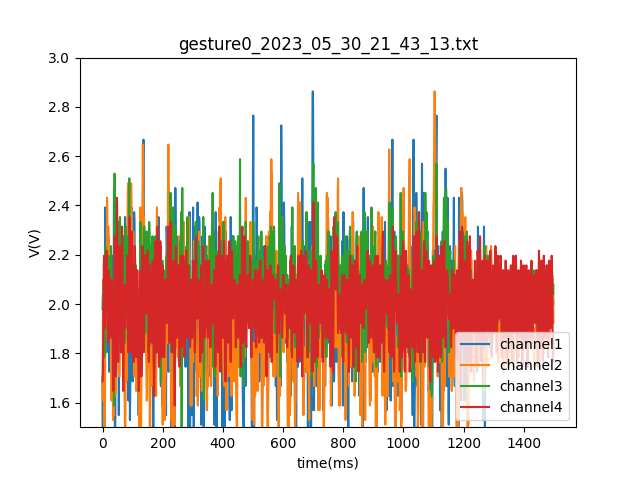 gesture0_2023_05_30_21_43_13.txt
3.0
2.8
2.6
2.4
2.2
2.0
1.8
1.6
V(V)
channel1
channel2
channel3
channel4
0 200 400 600 800 1000 1200 1400
time(ms)